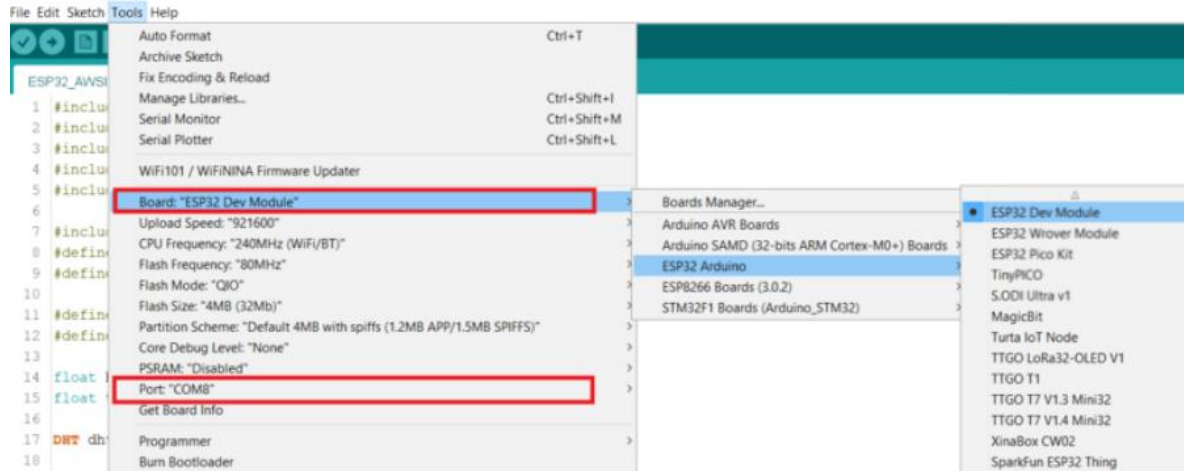 File Edit Sketch Tools Help
ESP32_AWSI
Auto Format Ctrl+T
Archive Sketch
Fix Encoding & Reload
Manage Libraries... Ctrl+Shift+I
Serial Monitor Ctrl+Shift+M
Serial Plotter Ctrl+Shift+L
WiFi101 / WiFiNINA Firmware Updater
Board: "ESP32 Dev Module"
Upload Speed: "921600"
CPU Frequency: "240MHz (WiFi/BT)"
Flash Frequency: "80MHz"
Flash Mode: "QIO"
Flash Size: "4MB (32Mb)"
Partition Scheme: "Default 4MB with spiffs (1.2MB APP/1.5MB SPIFFS)"
Core Debug Level: "None"
PSRAM: "Disabled"
Port: "COM8"
Get Board Info
Programmer
Burn Bootloader
Boards Manager...
Arduino AVR Boards
Arduino SAMD (32-bits ARM Cortex-M0+) Boards
ESP32 Arduino
ESP8266 Boards (3.0.2)
STM32F1 Boards (Arduino_STM32)
ESP32 Dev Module
ESP32 Wrover Module
ESP32 Pico Kit
TinyPICO
S.ODI Ultra v1
MagicBit
Turta IoT Node
TTGO LoRa32-OLED V1
TTGO T1
TTGO T7 V1.3 Mini32
TTGO T7 V1.4 Mini32
XinaBox CW02
SparkFun ESP32 Thing
1 #inclu
2 #inclu
3 #inclu
4 #inclu
5 #inclu
6
7 #inclu
8 #defin
9 #defin
10
11 #defin
12 #defin
13
14 float
15 float
16
17 DHT dh
18